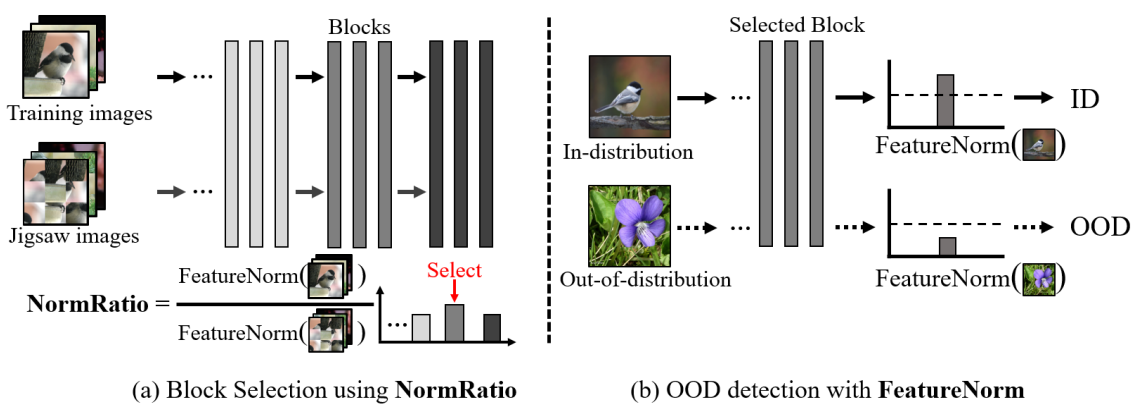 Training images
...
Blocks
Jigsaw images
...
NormRatio =
FeatureNorm( )
FeatureNorm( )
Select
...
(a) Block Selection using NormRatio
Selected Block
In-distribution
...
FeatureNorm( )
ID
Out-of-distribution
...
FeatureNorm( )
OOD
(b) OOD detection with FeatureNorm